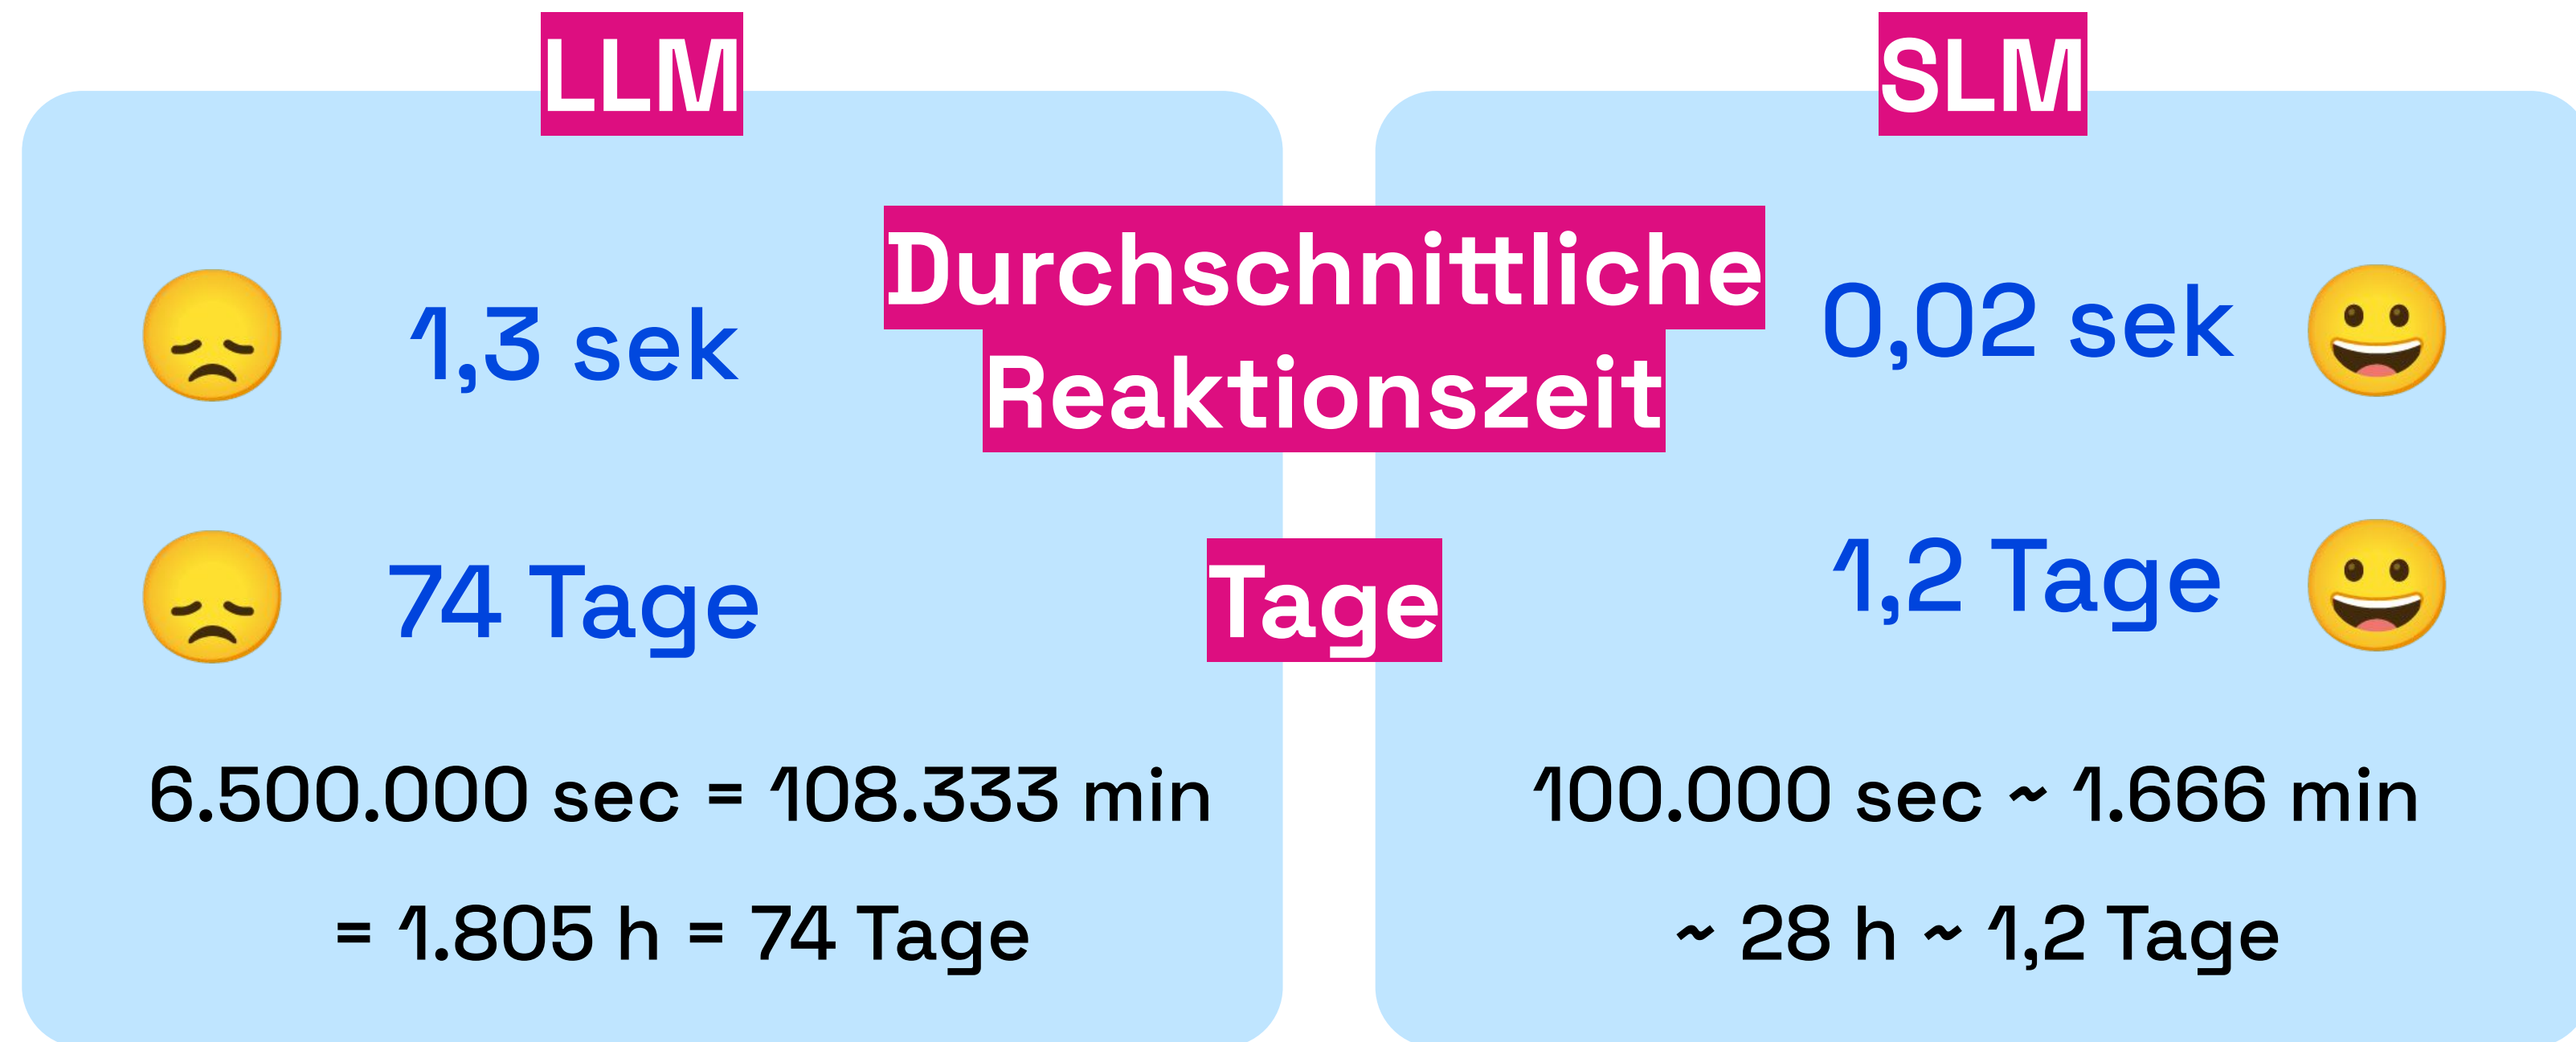 LLM
SLM
Durchschnittliche
Reaktionszeit
1,3 sek
0,02 sek
Tage
74 Tage
1,2 Tage
6.500.000 sec = 108.333 min
= 1.805 h = 74 Tage
100.000 sec ~ 1.666 min
~ 28 h ~ 1,2 Tage